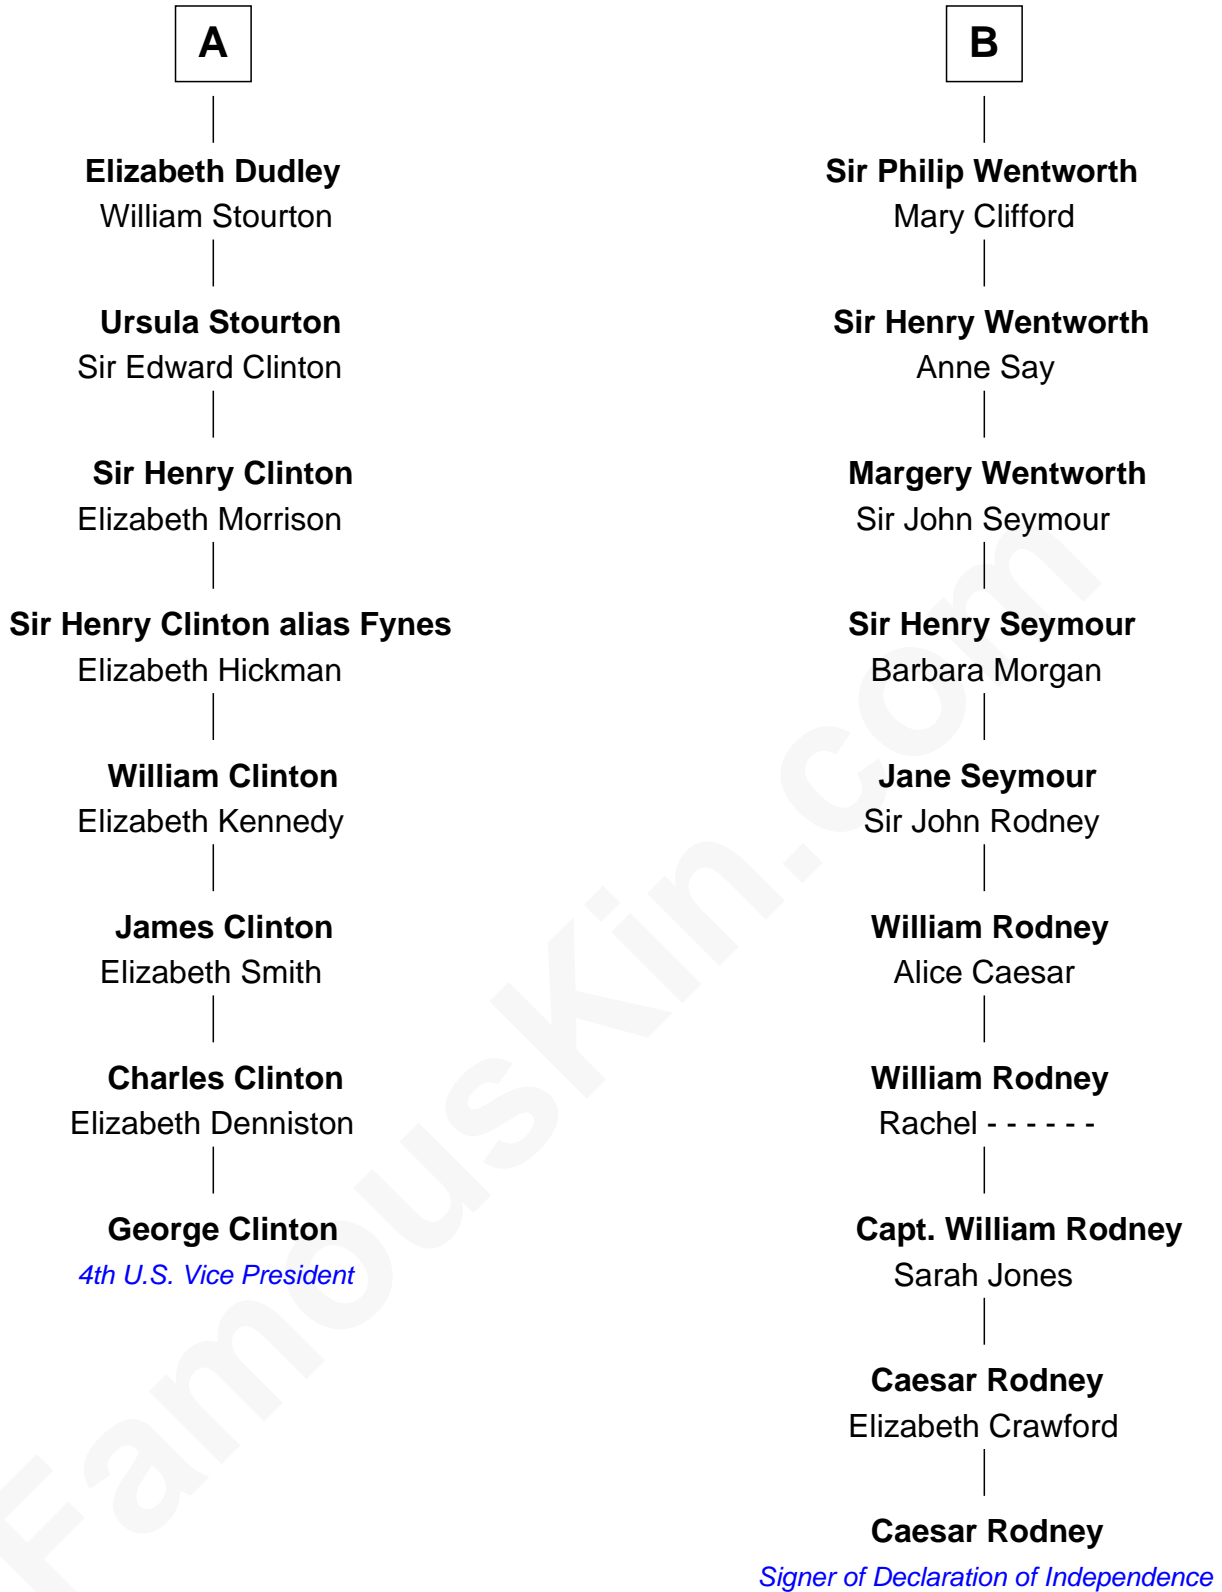 A
Elizabeth Dudley
William Stourton
Ursula Stourton
Sir Edward Clinton
Sir Henry Clinton
Elizabeth Morrison
Sir Henry Clinton alias Fynes
Elizabeth Hickman
William Clinton
Elizabeth Kennedy
James Clinton
Elizabeth Smith
Charles Clinton
Elizabeth Denniston
George Clinton
4th U.S. Vice President
B
Sir Philip Wentworth
Mary Clifford
Sir Henry Wentworth
Anne Say
Margery Wentworth
Sir John Seymour
Sir Henry Seymour
Barbara Morgan
Jane Seymour
Sir John Rodney
William Rodney
Alice Caesar
William Rodney
Rachel - - - - - -
Capt. William Rodney
Sarah Jones
Caesar Rodney
Elizabeth Crawford
Caesar Rodney
Signer of Declaration of Independence
FamousKin.com